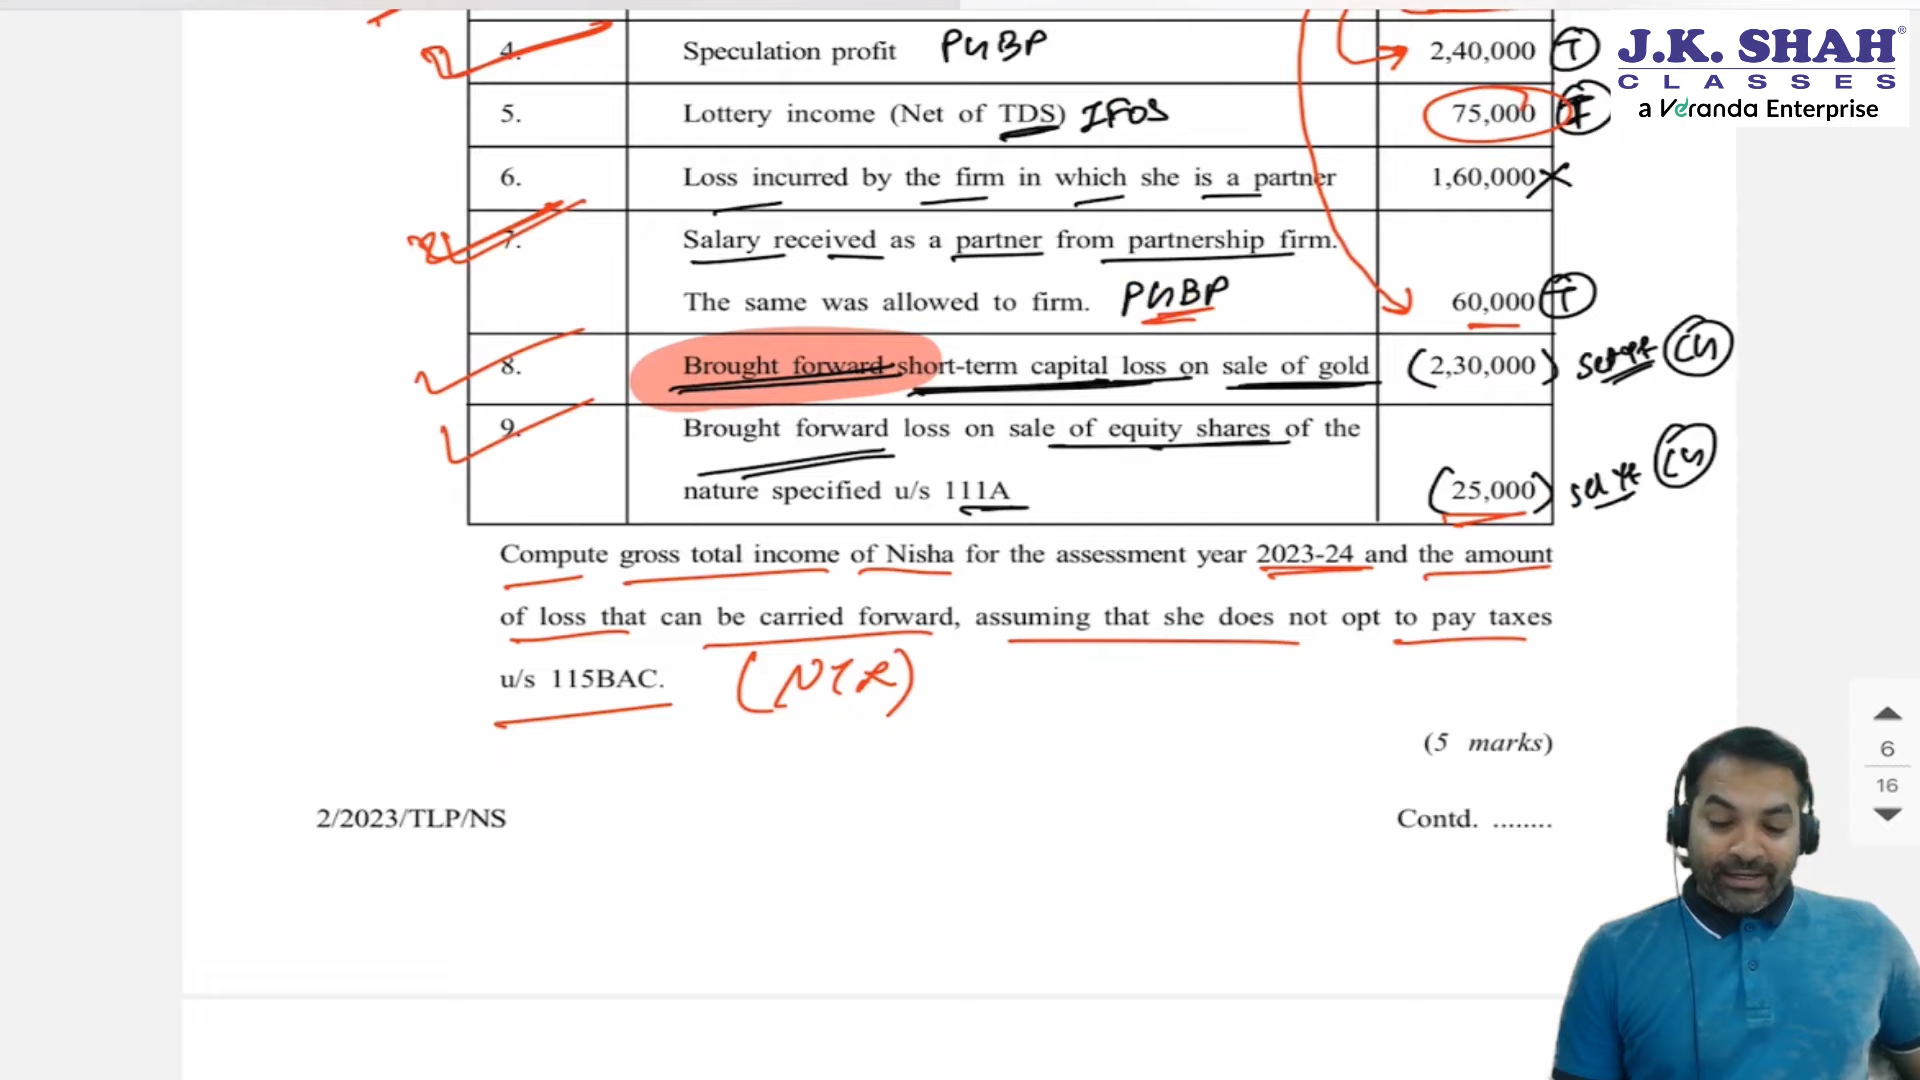 J.K. SHAH®
CLASSES
a Veranda Enterprise
4. Speculation profit PGBP 2,40,000 T
5. Lottery income (Net of TDS) IFOS 75,000 T
6. Loss incurred by the firm in which she is a partner 1,60,000 X
7. Salary received as a partner from partnership firm.
The same was allowed to firm. PGBP 60,000 T
8. Brought forward short-term capital loss on sale of gold (2,30,000) set off CG
9. Brought forward loss on sale of equity shares of the
nature specified u/s 111A (25,000) set off CG
Compute gross total income of Nisha for the assessment year 2023-24 and the amount
of loss that can be carried forward, assuming that she does not opt to pay taxes
u/s 115BAC.
(5 marks)
2/2023/TLP/NS Contd. ........
6
16